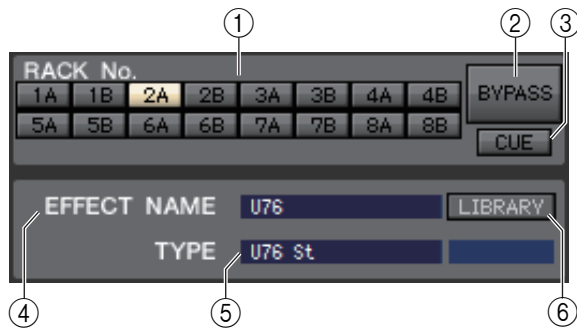 ① ② ③
RACK No.
1A 1B 2A 2B 3A 3B 4A 4B BYPASS
5A 5B 6A 6B 7A 7B 8A 8B
CUE
EFFECT NAME U76 LIBRARY
TYPE U76 St
④ ⑤ ⑥